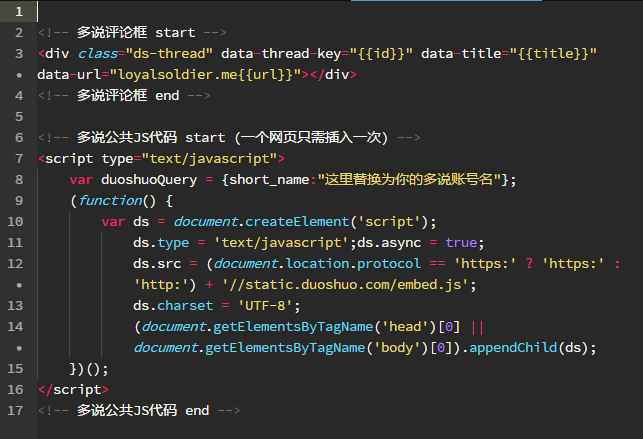 1
2 <!-- 多说评论框 start -->
3 <div class="ds-thread" data-thread-key="{{id}}" data-title="{{title}}"
• data-url="loyalsoldier.me{{url}}"></div>
4 <!-- 多说评论框 end -->
5
6 <!-- 多说公共JS代码 start (一个网页只需插入一次) -->
7 <script type="text/javascript">
8 var duoshuoQuery = {short_name:"这里替换为你的多说账号名"};
9 (function() {
10 var ds = document.createElement('script');
11 ds.type = 'text/javascript';ds.async = true;
12 ds.src = (document.location.protocol == 'https:' ? 'https:' :
• 'http:') + '//static.duoshuo.com/embed.js';
13 ds.charset = 'UTF-8';
14 (document.getElementsByTagName('head')[0] ||
• document.getElementsByTagName('body')[0]).appendChild(ds);
15 })();
16 </script>
17 <!-- 多说公共JS代码 end -->